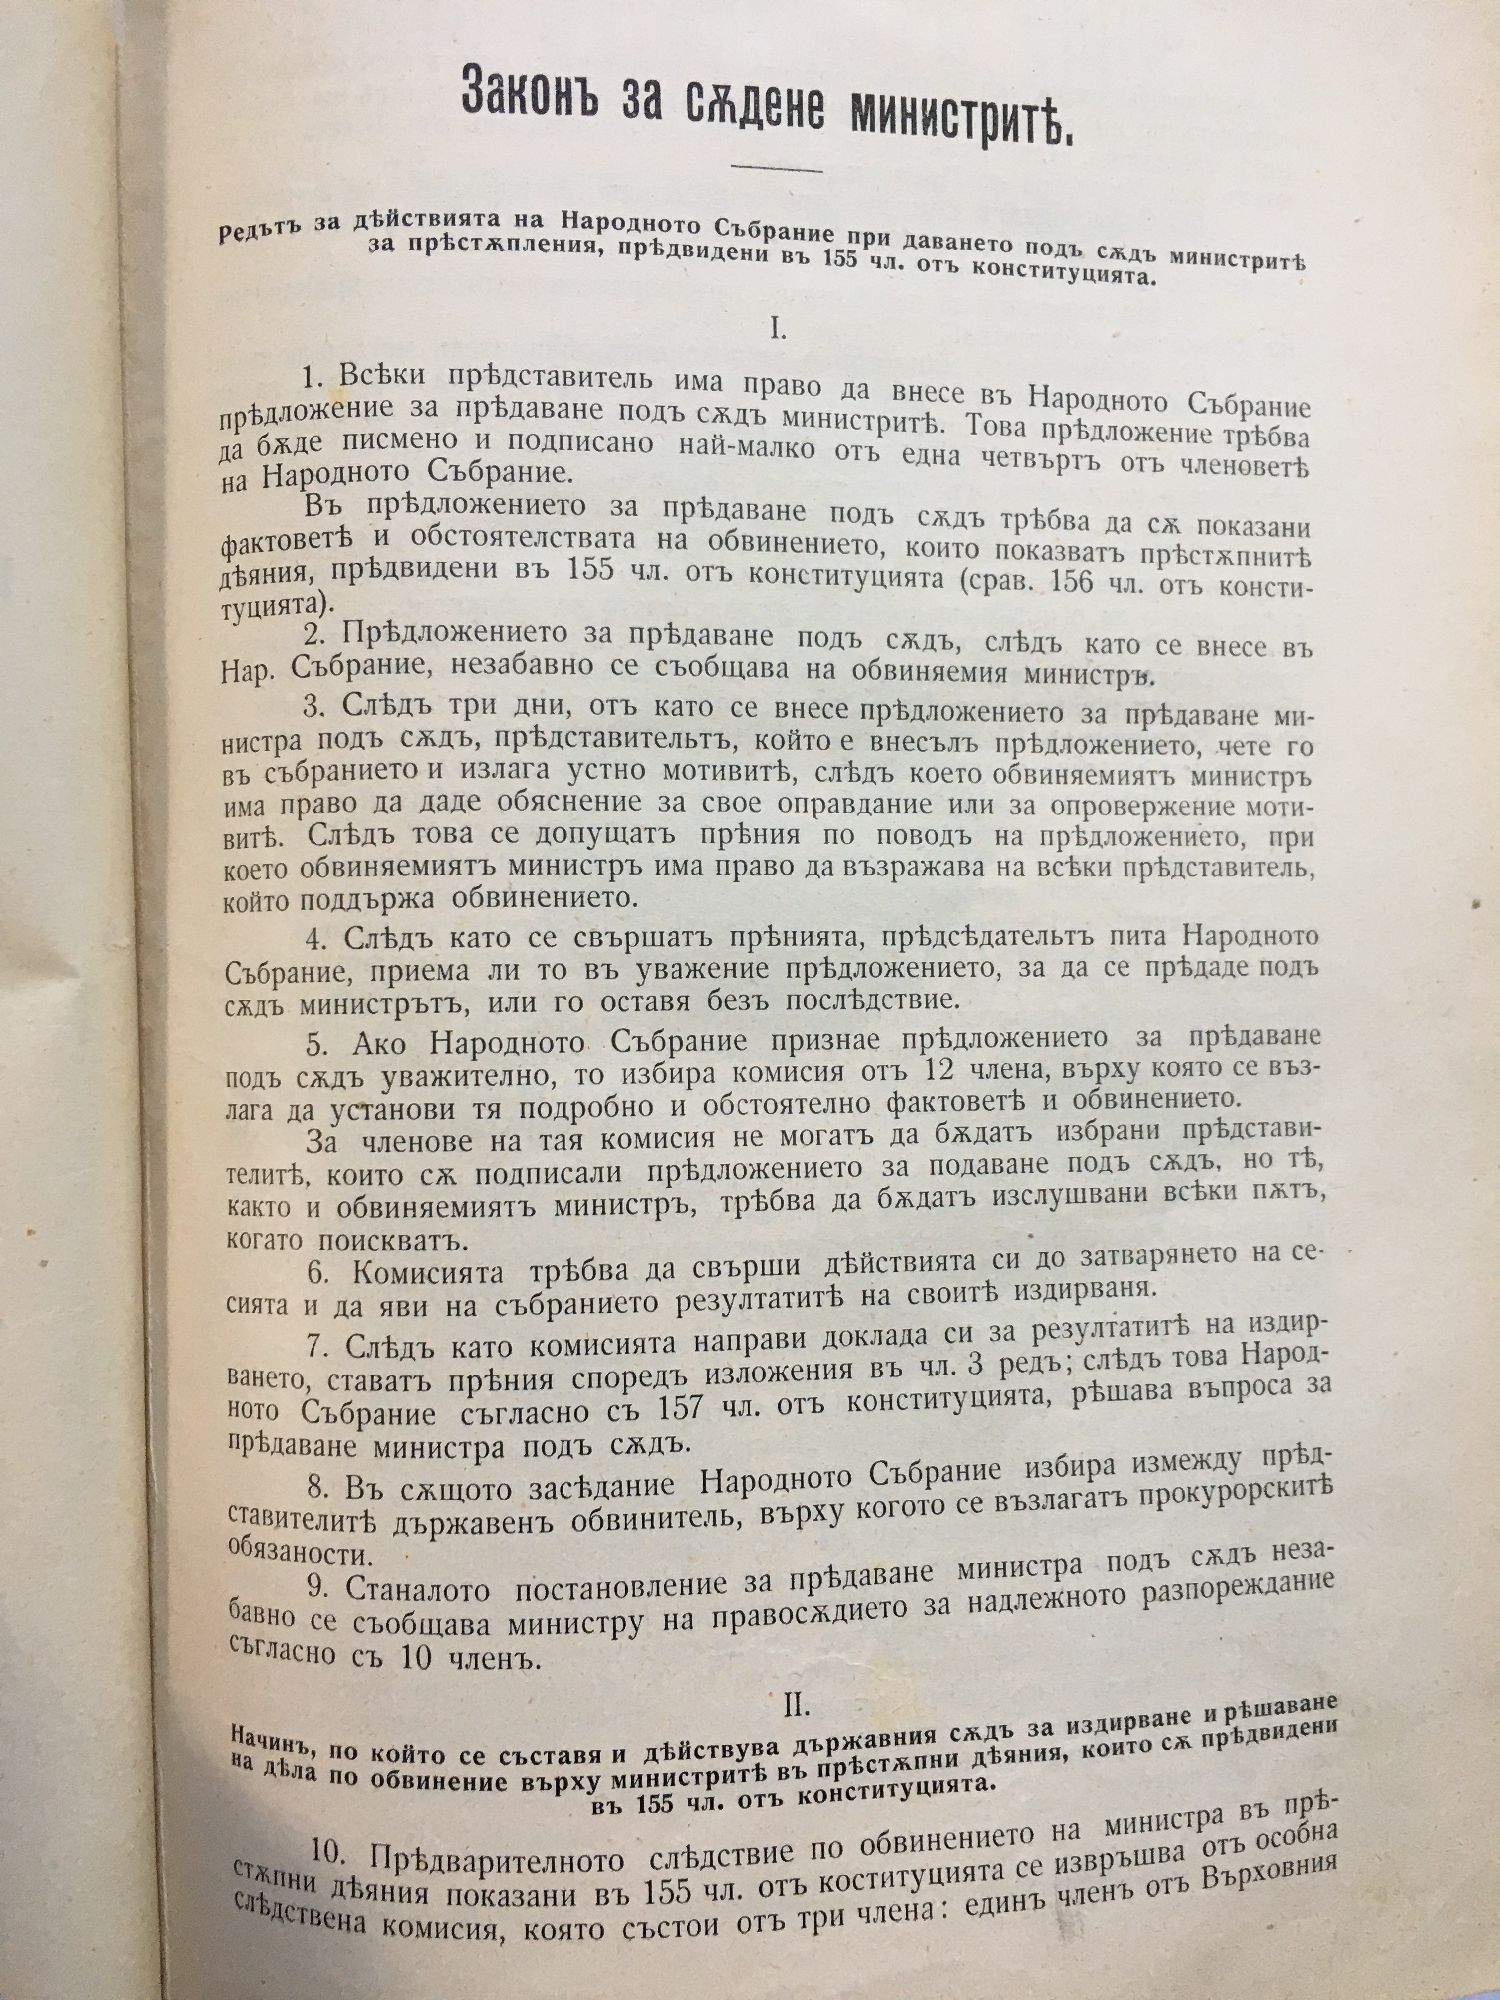 Законъ за сѫдене министритѣ.
Редътъ за дѣйствията на Народното Събрание при даването подъ сѫдъ министритѣ
за прѣстѫпления, прѣдвидени въ 155 чл. отъ конституцията.
I.
1. Всѣки прѣдставитель има право да внесе въ Народното Събрание
прѣдложение за прѣдаване подъ сѫдъ министритѣ. Това прѣдложение трѣбва
да бѫде писмено и подписано най-малко отъ една четвъртъ отъ членоветѣ
на Народното Събрание.
Въ прѣдложението за прѣдаване подъ сѫдъ трѣбва да сѫ показани
фактоветѣ и обстоятелствата на обвинението, които показватъ прѣстѫпнитѣ
дѣяния, прѣдвидени въ 155 чл. отъ конституцията (срав. 156 чл. отъ консти-
туцията).
2. Прѣдложението за прѣдаване подъ сѫдъ, слѣдъ като се внесе въ
Нар. Събрание, незабавно се съобщава на обвиняемия министръ.
3. Слѣдъ три дни, отъ като се внесе прѣдложението за прѣдаване ми-
нистра подъ сѫдъ, прѣдставительтъ, който е внесълъ прѣдложението, чете го
въ събранието и излага устно мотивитѣ, слѣдъ което обвиняемиятъ министръ
има право да даде обяснение за свое оправдание или за опровержение моти-
витѣ. Слѣдъ това се допущатъ прѣния по поводъ на прѣдложението, при
което обвиняемиятъ министръ има право да възражава на всѣки прѣдставитель,
който поддържа обвинението.
4. Слѣдъ като се свършатъ прѣнията, прѣдсѣдательтъ пита Народното
Събрание, приема ли то въ уважение прѣдложението, за да се прѣдаде подъ
сѫдъ министрътъ, или го оставя безъ послѣдствие.
5. Ако Народното Събрание признае прѣдложението за прѣдаване
подъ сѫдъ уважително, то избира комисия отъ 12 члена, върху която се въз-
лага да установи тя подробно и обстоятелно фактоветѣ и обвинението.
За членове на тая комисия не могатъ да бѫдатъ избрани прѣдстави-
телитѣ, които сѫ подписали прѣдложението за подаване подъ сѫдъ, но тѣ,
както и обвиняемиятъ министръ, трѣбва да бѫдатъ изслушвани всѣки пѫть,
когато поискватъ.
6. Комисията трѣбва да свърши дѣйствията си до затварянето на се-
сията и да яви на събранието резултатитѣ на своитѣ издирваня.
7. Слѣдъ като комисията направи доклада си за резултатитѣ на издир-
ването, ставатъ прѣния споредъ изложения въ чл. 3 редъ; слѣдъ това Народ-
ното Събрание съгласно съ 157 чл. отъ конституцията, рѣшава въпроса за
прѣдаване министра подъ сѫдъ.
8. Въ сѫщото засѣдание Народното Събрание избира измежду прѣд-
ставителитѣ държавенъ обвинитель, върху когото се възлагатъ прокурорскитѣ
обязаности.
9. Станалото постановление за прѣдаване министра подъ сѫдъ неза-
бавно се съобщава министру на правосѫдието за надлежното разпореждание
съгласно съ 10 членъ.
II.
Начинъ, по който се съставя и дѣйствува държавния сѫдъ за издирване и рѣшаване
на дѣла по обвинение върху министритѣ въ прѣстѫпни дѣяния, които сѫ прѣдвидени
въ 155 чл. отъ конституцията.
10. Прѣдварителното слѣдствие по обвинението на министра въ прѣ-
стѫпни дѣяния показани въ 155 чл. отъ коституцията се извръшва отъ особна
слѣдствена комисия, която състои отъ три члена: единъ членъ отъ Върховния